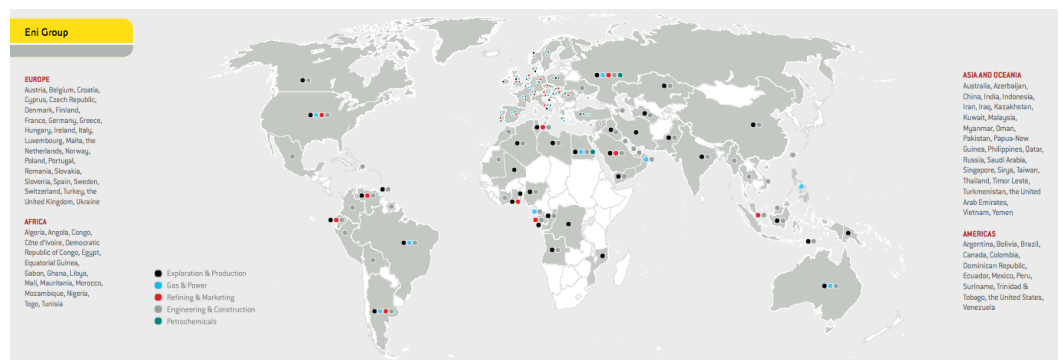 Eni Group
EUROPE
Austria, Belgium, Croatia,
Cyprus, Czech Republic,
Denmark, Finland,
France, Germany, Greece,
Hungary, Ireland, Italy,
Luxembourg, Malta, the
Netherlands, Norway,
Poland, Portugal,
Romania, Slovakia,
Slovenia, Spain, Sweden,
Switzerland, Turkey, the
United Kingdom, Ukraine
AFRICA
Algeria, Angola, Congo,
Côte d'Ivoire, Democratic
Republic of Congo, Egypt,
Equatorial Guinea,
Gabon, Ghana, Libya,
Mali, Mauritania, Morocco,
Mozambique, Nigeria,
Togo, Tunisia
Exploration & Production
Gas & Power
Refining & Marketing
Engineering & Construction
Petrochemicals
ASIA AND OCEANIA
Australia, Azerbaijan,
China, India, Indonesia,
Iran, Iraq, Kazakhstan,
Kuwait, Malaysia,
Myanmar, Oman,
Pakistan, Papua-New
Guinea, Philippines, Qatar,
Russia, Saudi Arabia,
Singapore, Sirya, Taiwan,
Thailand, Timor Leste,
Turkmenistan, the United
Arab Emirates,
Vietnam, Yemen
AMERICAS
Argentina, Bolivia, Brazil,
Canada, Colombia,
Dominican Republic,
Ecuador, Mexico, Peru,
Suriname, Trinidad &
Tobago, the United States,
Venezuela